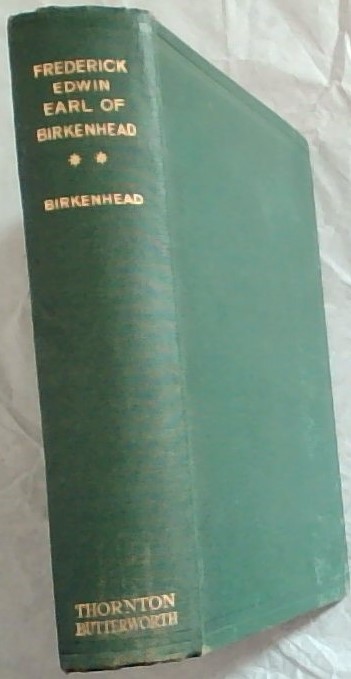 FREDERICK
EDWIN
EARL OF
BIRKENHEAD
* *
BIRKENHEAD
THORNTON
BUTTERWORTH